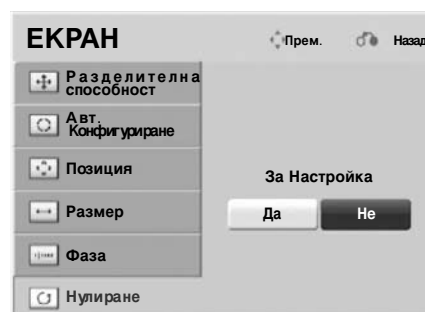 ЕКРАН
Прем.
Назад
Разделителна
способност
Авт.
Конфигуриране
Позиция
Размер
Фаза
Нулиране
За Настройка
Да
Не